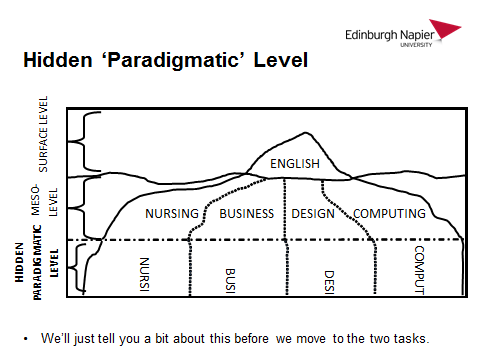 Edinburgh Napier
UNIVERSITY
Hidden ‘Paradigmatic’ Level
SURFACE LEVEL
MESO-
LEVEL
HIDDEN
PARADIGMATIC
LEVEL
ENGLISH
NURSING BUSINESS DESIGN COMPUTING
NURSI
BUSI
DESI
COMPUT
• We’ll just tell you a bit about this before we move to the two tasks.